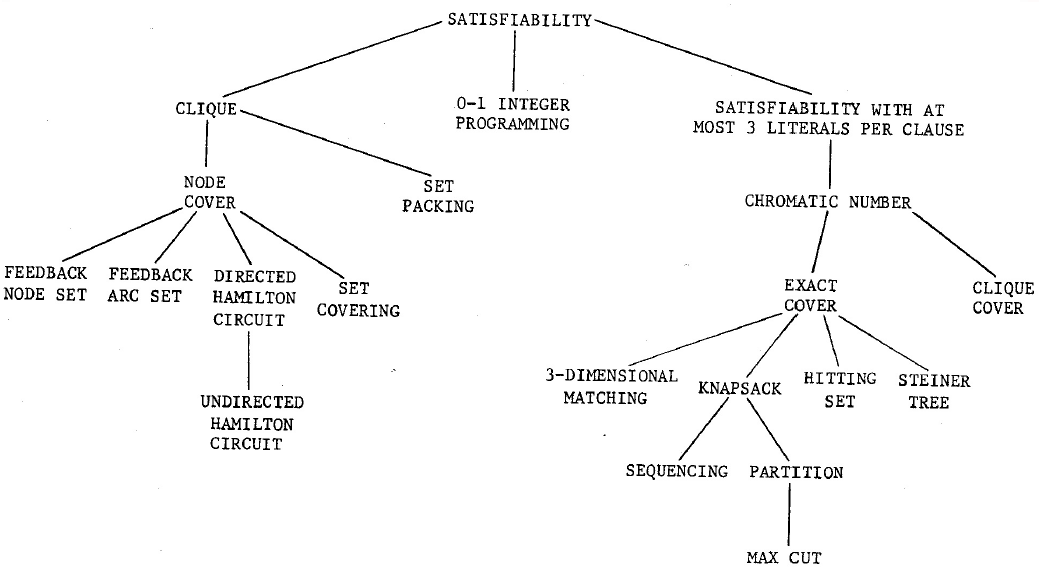 SATISFIABILITY
CLIQUE
0-1 INTEGER
PROGRAMMING
SATISFIABILITY WITH AT
MOST 3 LITERALS PER CLAUSE
NODE
COVER
SET
PACKING
CHROMATIC NUMBER
FEEDBACK
NODE SET
FEEDBACK
ARC SET
DIRECTED
HAMILTON
CIRCUIT
SET
COVERING
EXACT
COVER
CLIQUE
COVER
3-DIMENSIONAL
MATCHING
KNAPSACK
HITTING
SET
STEINER
TREE
UNDIRECTED
HAMILTON
CIRCUIT
SEQUENCING
PARTITION
MAX CUT